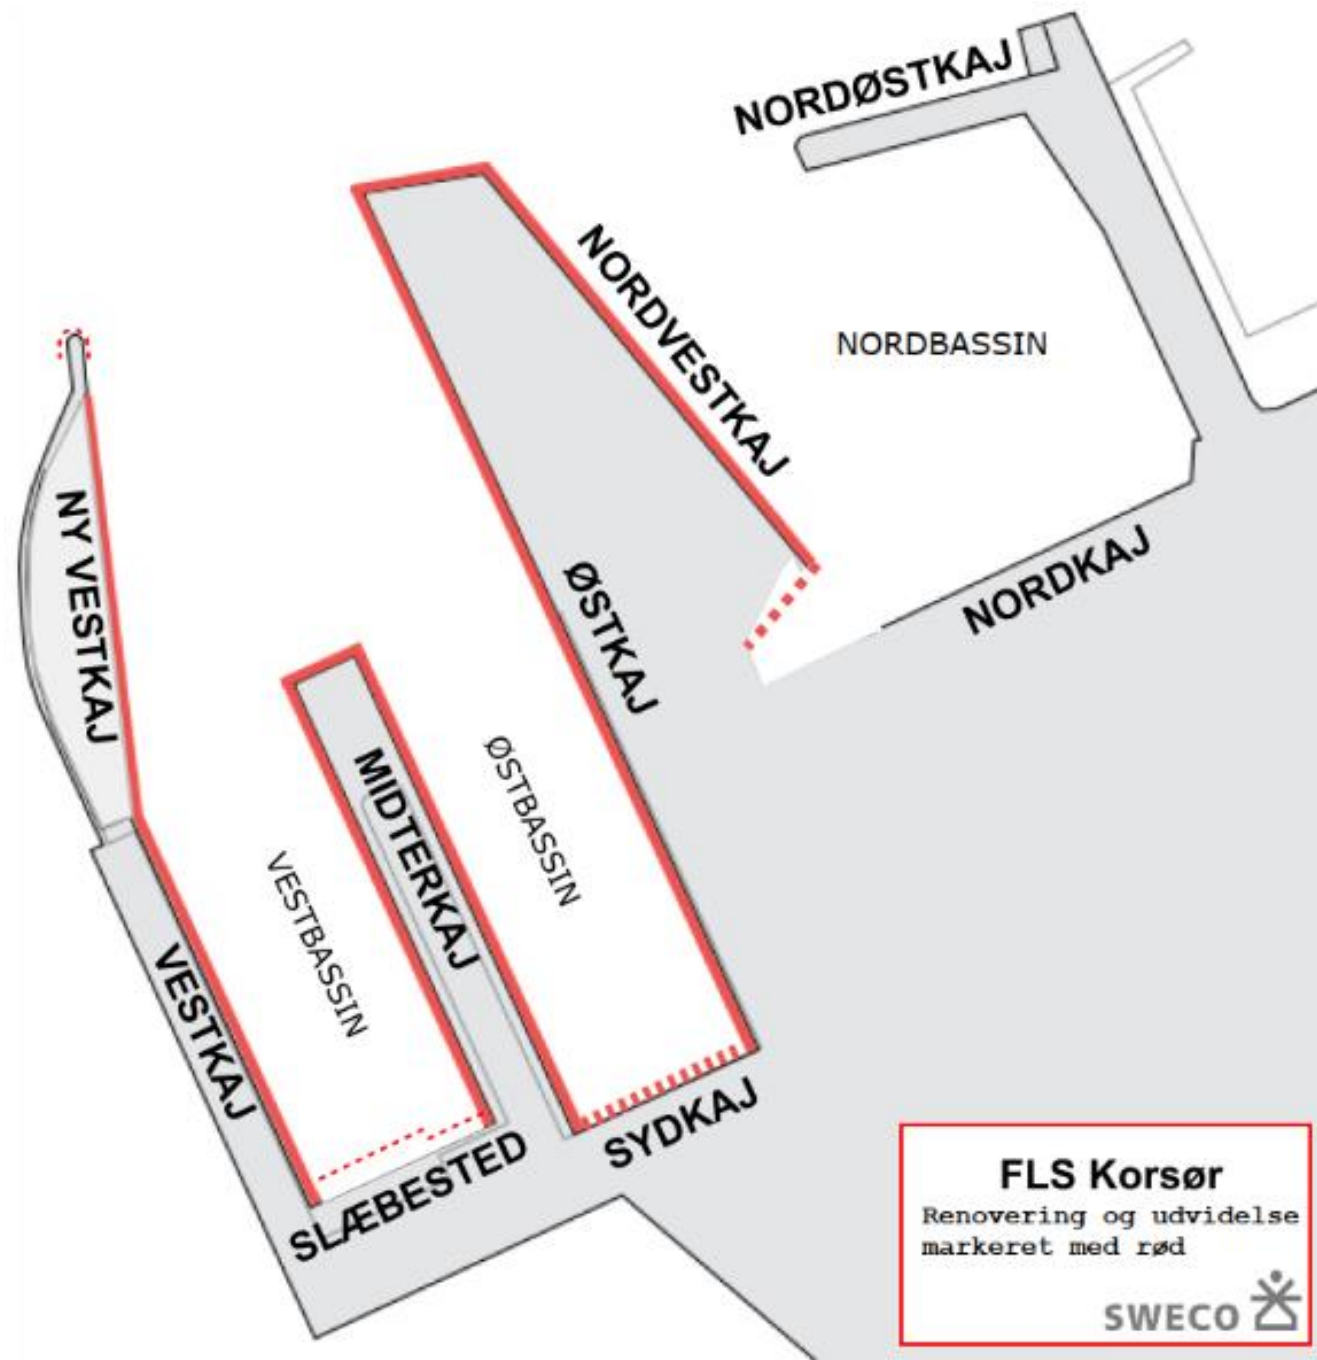 NORDØSTKAJ
NORDVESTKAJ
NORDBASSIN
NY VESTKAJ
ØSTKAJ
NORDKAJ
MIDTERKAJ
ØSTBASSIN
VESTBASSIN
VESTKAJ
SYDKAJ
SLÆBESTED
FLS Korsør
Renovering og udvidelse
markeret med rød
SWECO